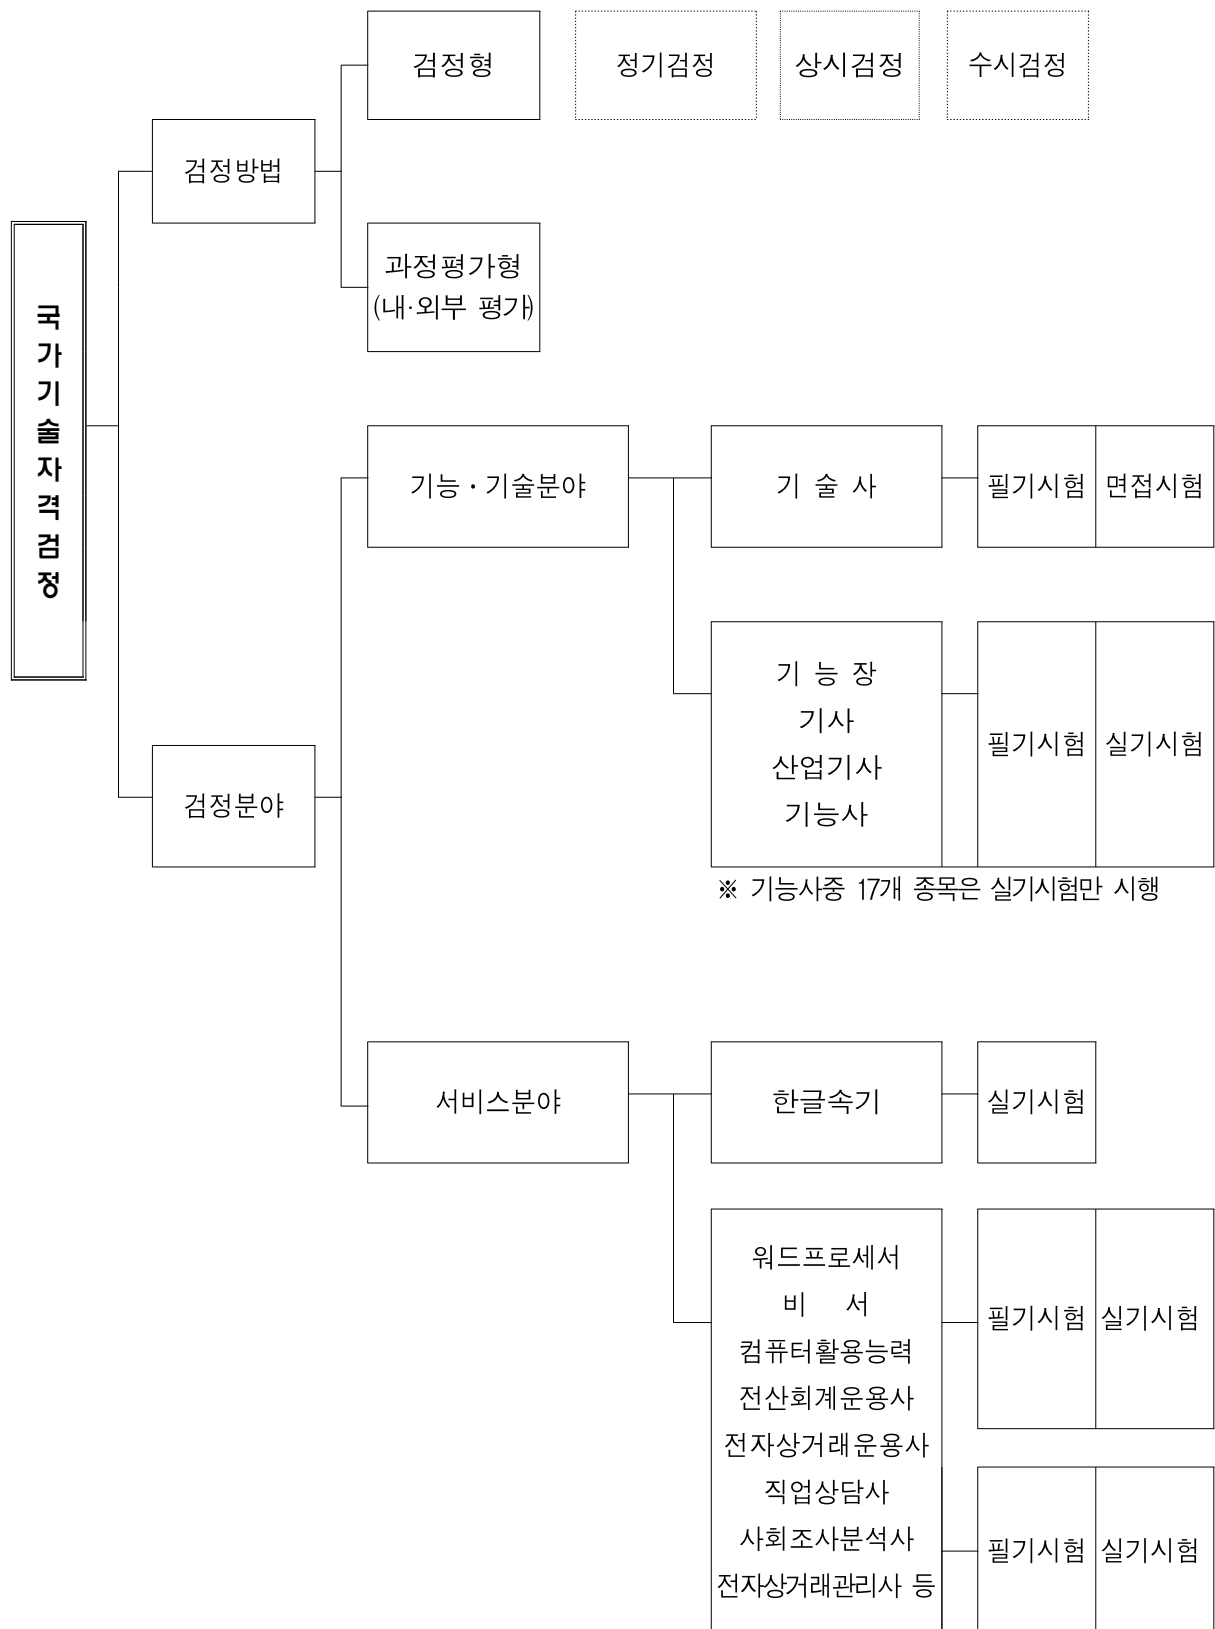 검정형
정기검정
상시검정
수시검정
검정방법
과정평가형
(내·외부 평가)
국가기술자격검정
기능·기술분야
기 술 사
필기시험
면접시험
기 능 장
기사
산업기사
기능사
필기시험
실기시험
※ 기능사중 17개 종목은 실기시험만 시행
검정분야
서비스분야
한글속기
실기시험
워드프로세서
비 서
컴퓨터활용능력
전산회계운용사
전자상거래운용사
직업상담사
사회조사분석사
전자상거래관리사 등
필기시험
실기시험
필기시험
실기시험